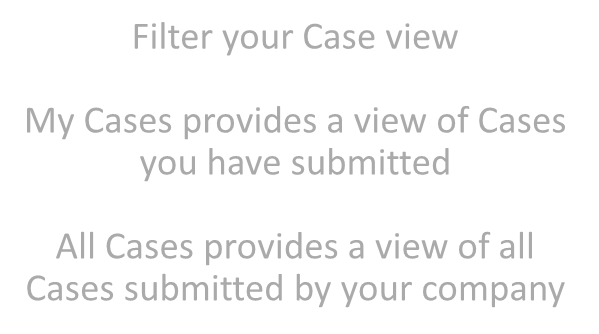 Filter your Case view
My Cases provides a view of Cases
you have submitted
All Cases provides a view of all
Cases submitted by your company